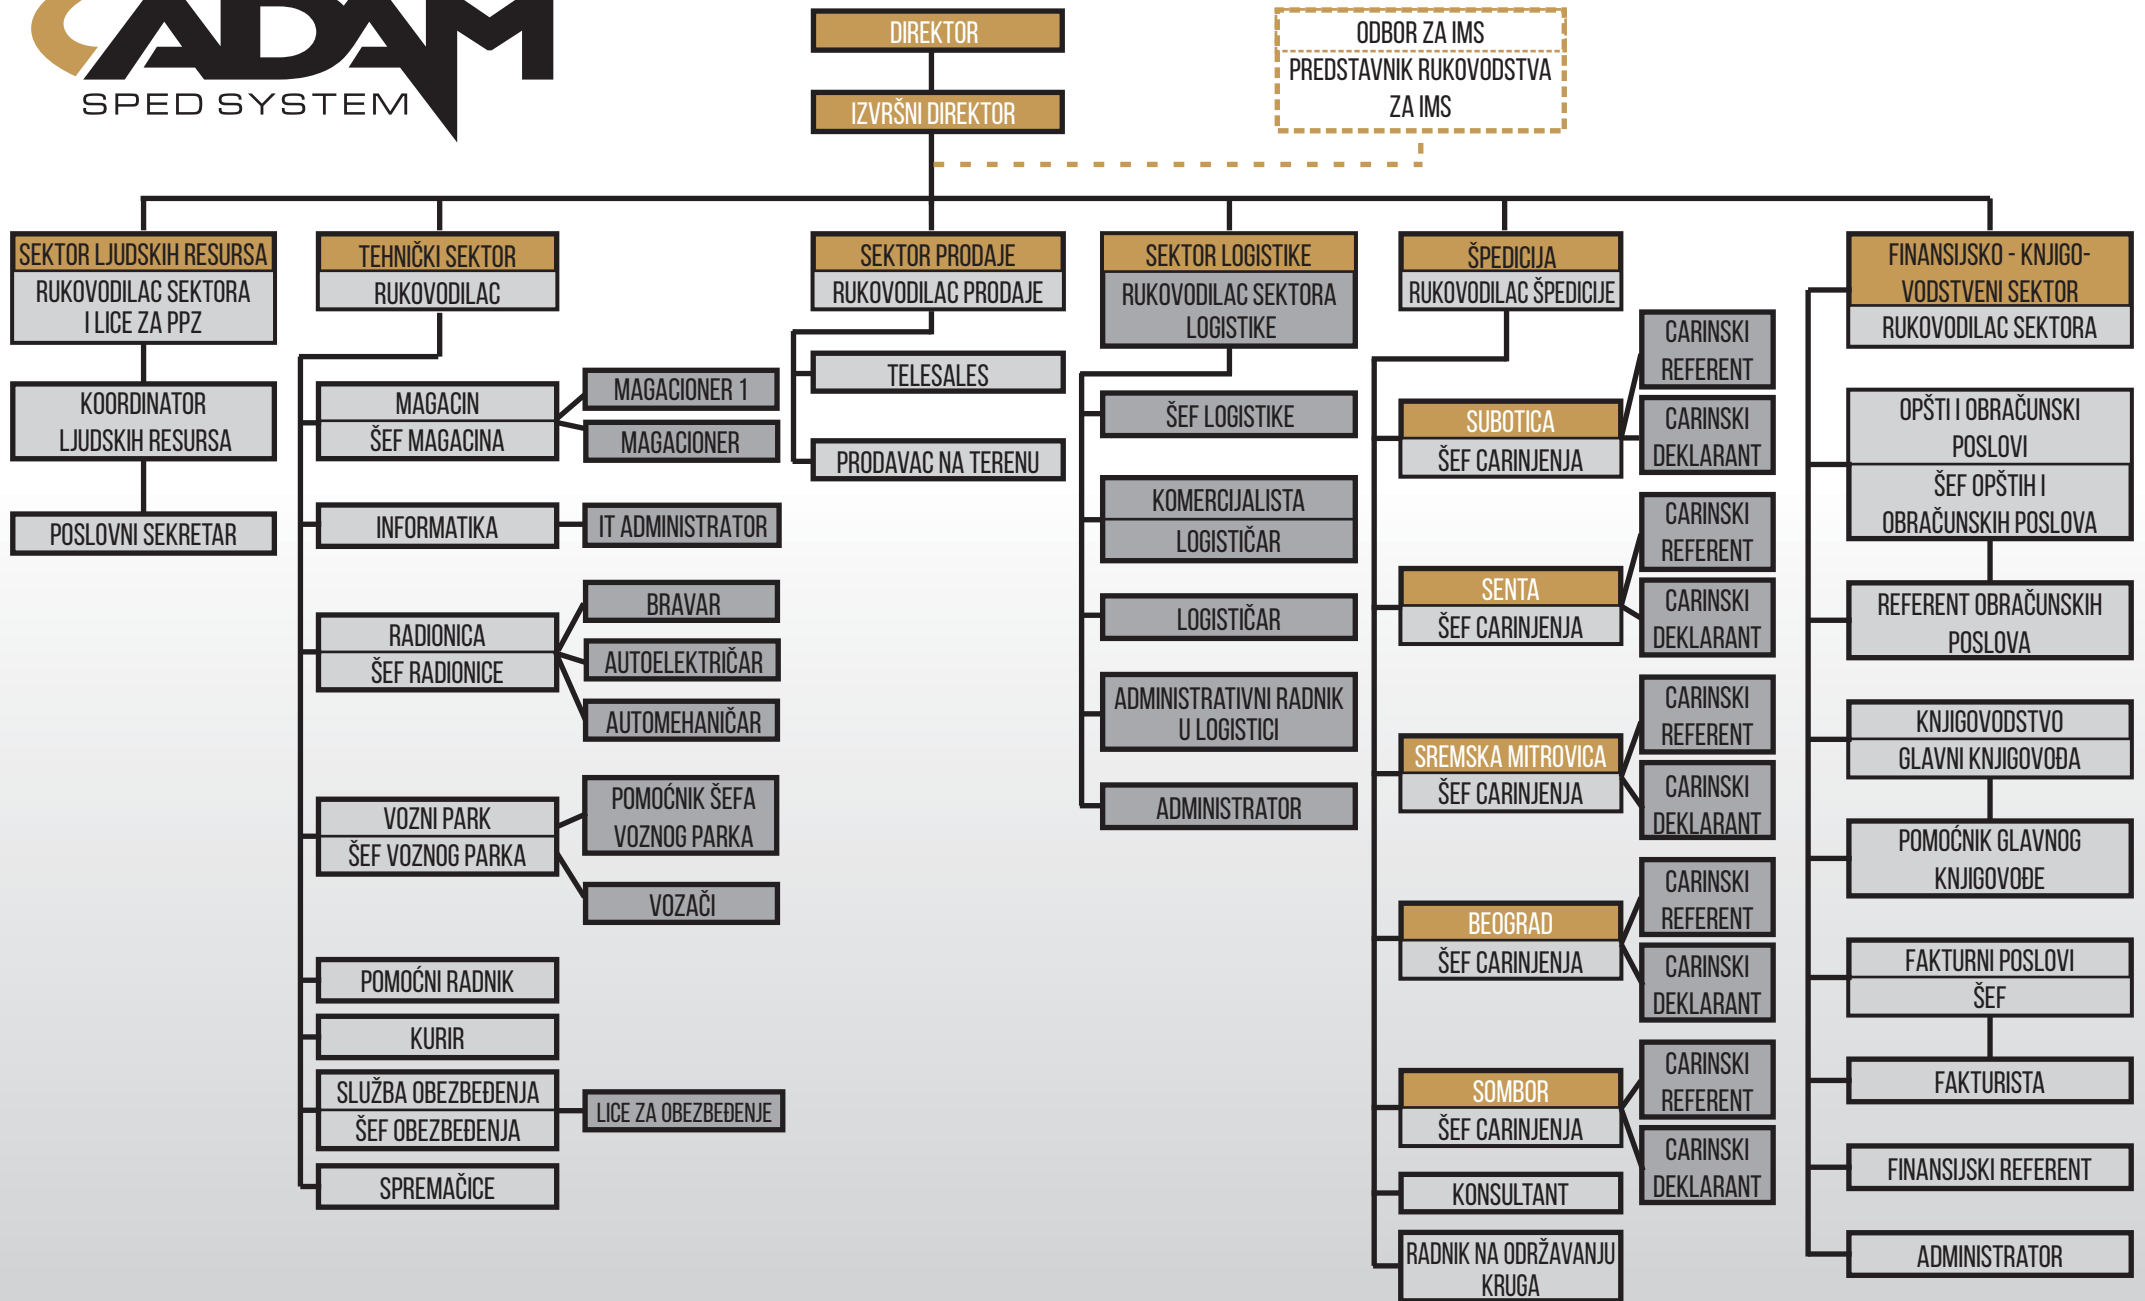 ADAM
SPED SYSTEM
DIREKTOR
IZVRŠNI DIREKTOR
ODBOR ZA IMS
PREDSTAVNIK RUKOVODSTVA
ZA IMS
SEKTOR LJUDSKIH RESURSA
RUKOVODILAC SEKTORA
I LICE ZA PPZ
KOORDINATOR
LJUDSKIH RESURSA
POSLOVNI SEKRETAR
TEHNIČKI SEKTOR
RUKOVODILAC
MAGACIN
ŠEF MAGACINA
MAGACIONER 1
MAGACIONER
INFORMATIKA
IT ADMINISTRATOR
RADIONICA
ŠEF RADIONICE
BRAVAR
AUTOELEKTRIČAR
AUTOMEHANIČAR
VOZNI PARK
ŠEF VOZNOG PARKA
POMOĆNIK ŠEFA
VOZNOG PARKA
VOZAČI
POMOĆNI RADNIK
KURIR
SLUŽBA OBEZBEĐENJA
ŠEF OBEZBEĐENJA
LICE ZA OBEZBEĐENJE
SPREMAČICE
SEKTOR PRODAJE
RUKOVODILAC PRODAJE
TELESALES
PRODAVAC NA TERENU
SEKTOR LOGISTIKE
RUKOVODILAC SEKTORA
LOGISTIKE
ŠEF LOGISTIKE
KOMERCIJALISTA
LOGISTIČAR
LOGISTIČAR
ADMINISTRATIVNI RADNIK
U LOGISTICI
ADMINISTRATOR
ŠPEDICIJA
RUKOVODILAC ŠPEDICIJE
SUBOTICA
ŠEF CARINJENJA
CARINSKI
REFERENT
CARINSKI
DEKLARANT
SENTA
ŠEF CARINJENJA
CARINSKI
REFERENT
CARINSKI
DEKLARANT
SREMSKA MITROVICA
ŠEF CARINJENJA
CARINSKI
REFERENT
CARINSKI
DEKLARANT
BEOGRAD
ŠEF CARINJENJA
CARINSKI
REFERENT
CARINSKI
DEKLARANT
SOMBOR
ŠEF CARINJENJA
CARINSKI
REFERENT
CARINSKI
DEKLARANT
KONSULTANT
RADNIK NA ODRŽAVANJU
KRUGA
FINANSIJSKO - KNJIGO-
VODSTVENI SEKTOR
RUKOVODILAC SEKTORA
OPŠTI I OBRAČUNSKI
POSLOVI
ŠEF OPŠTIH I
OBRAČUNSKIH POSLOVA
REFERENT OBRAČUNSKIH
POSLOVA
KNJIGOVODSTVO
GLAVNI KNJIGOVOĐA
POMOĆNIK GLAVNOG
KNJIGOVOĐE
FAKTURNI POSLOVI
ŠEF
FAKTURISTA
FINANSIJSKI REFERENT
ADMINISTRATOR